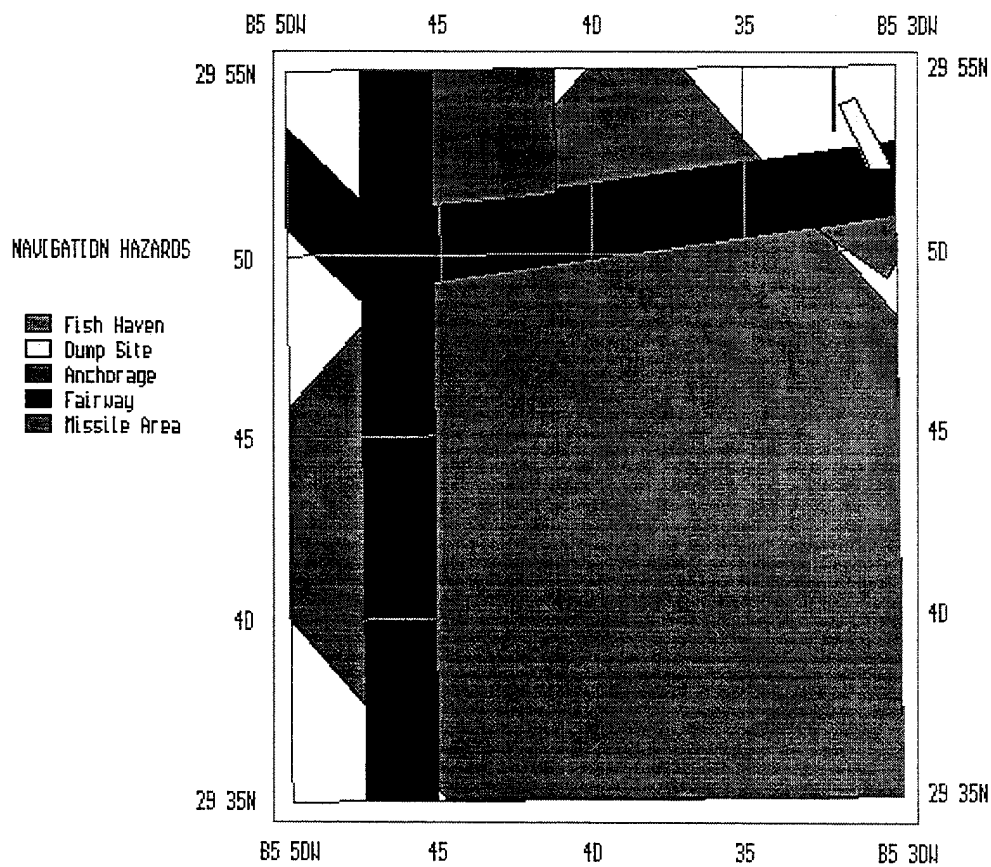 85 50W 45 40 35 85 30W
29 55N 29 55N
NAVIGATION HAZARDS
50 50
Fish Haven
Dump Site
Anchorage
Fairway
Missile Area
45 45
40 40
29 35N 29 35N
85 50W 45 40 35 85 30W